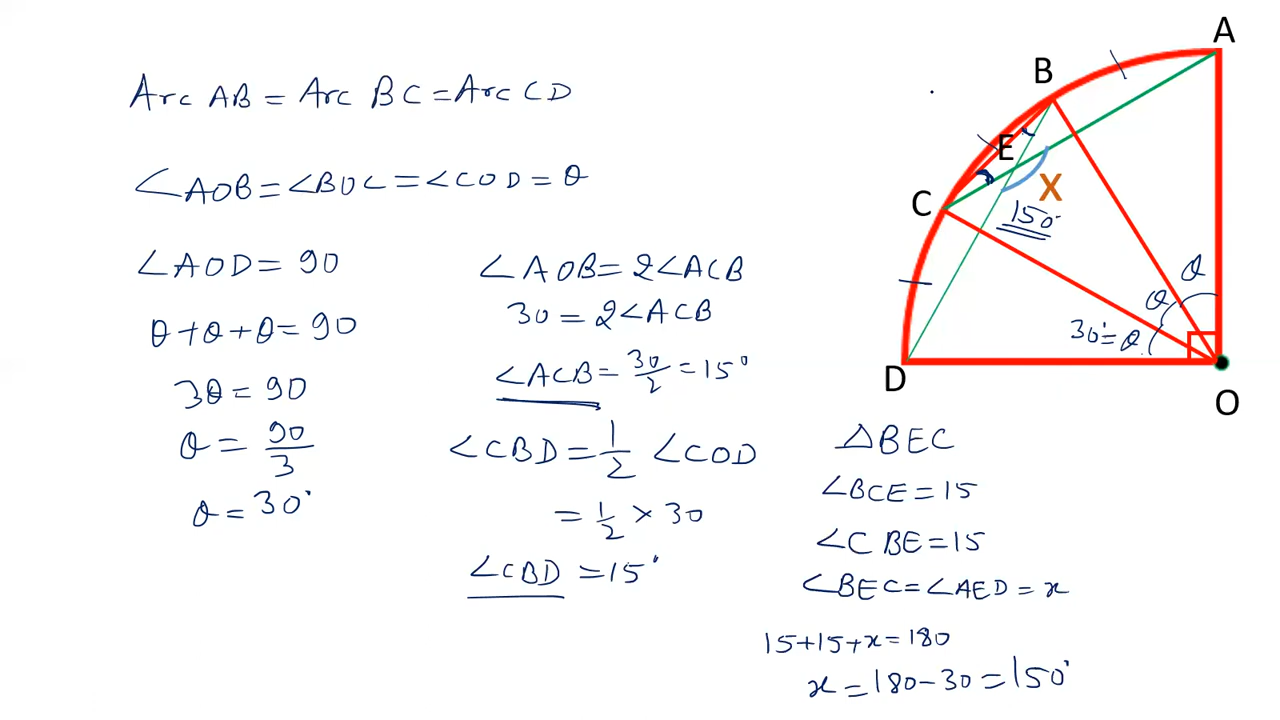 Arc AB = Arc BC = Arc CD
∠AOB = ∠BOC = ∠COD = θ
∠AOD = 90
θ + θ + θ = 90
3θ = 90
θ = 90/3
θ = 30°
∠AOB = 2∠ACB
30 = 2∠ACB
∠ACB = 30/2 = 15°
∠CBD = 1/2 ∠COD
= 1/2 × 30
∠CBD = 15°
A
B
E
C
X
150°
θ
θ
30° = θ
D
O
△BEC
∠BCE = 15
∠CBE = 15
∠BEC = ∠AED = x
15 + 15 + x = 180
x = 180 - 30 = 150°